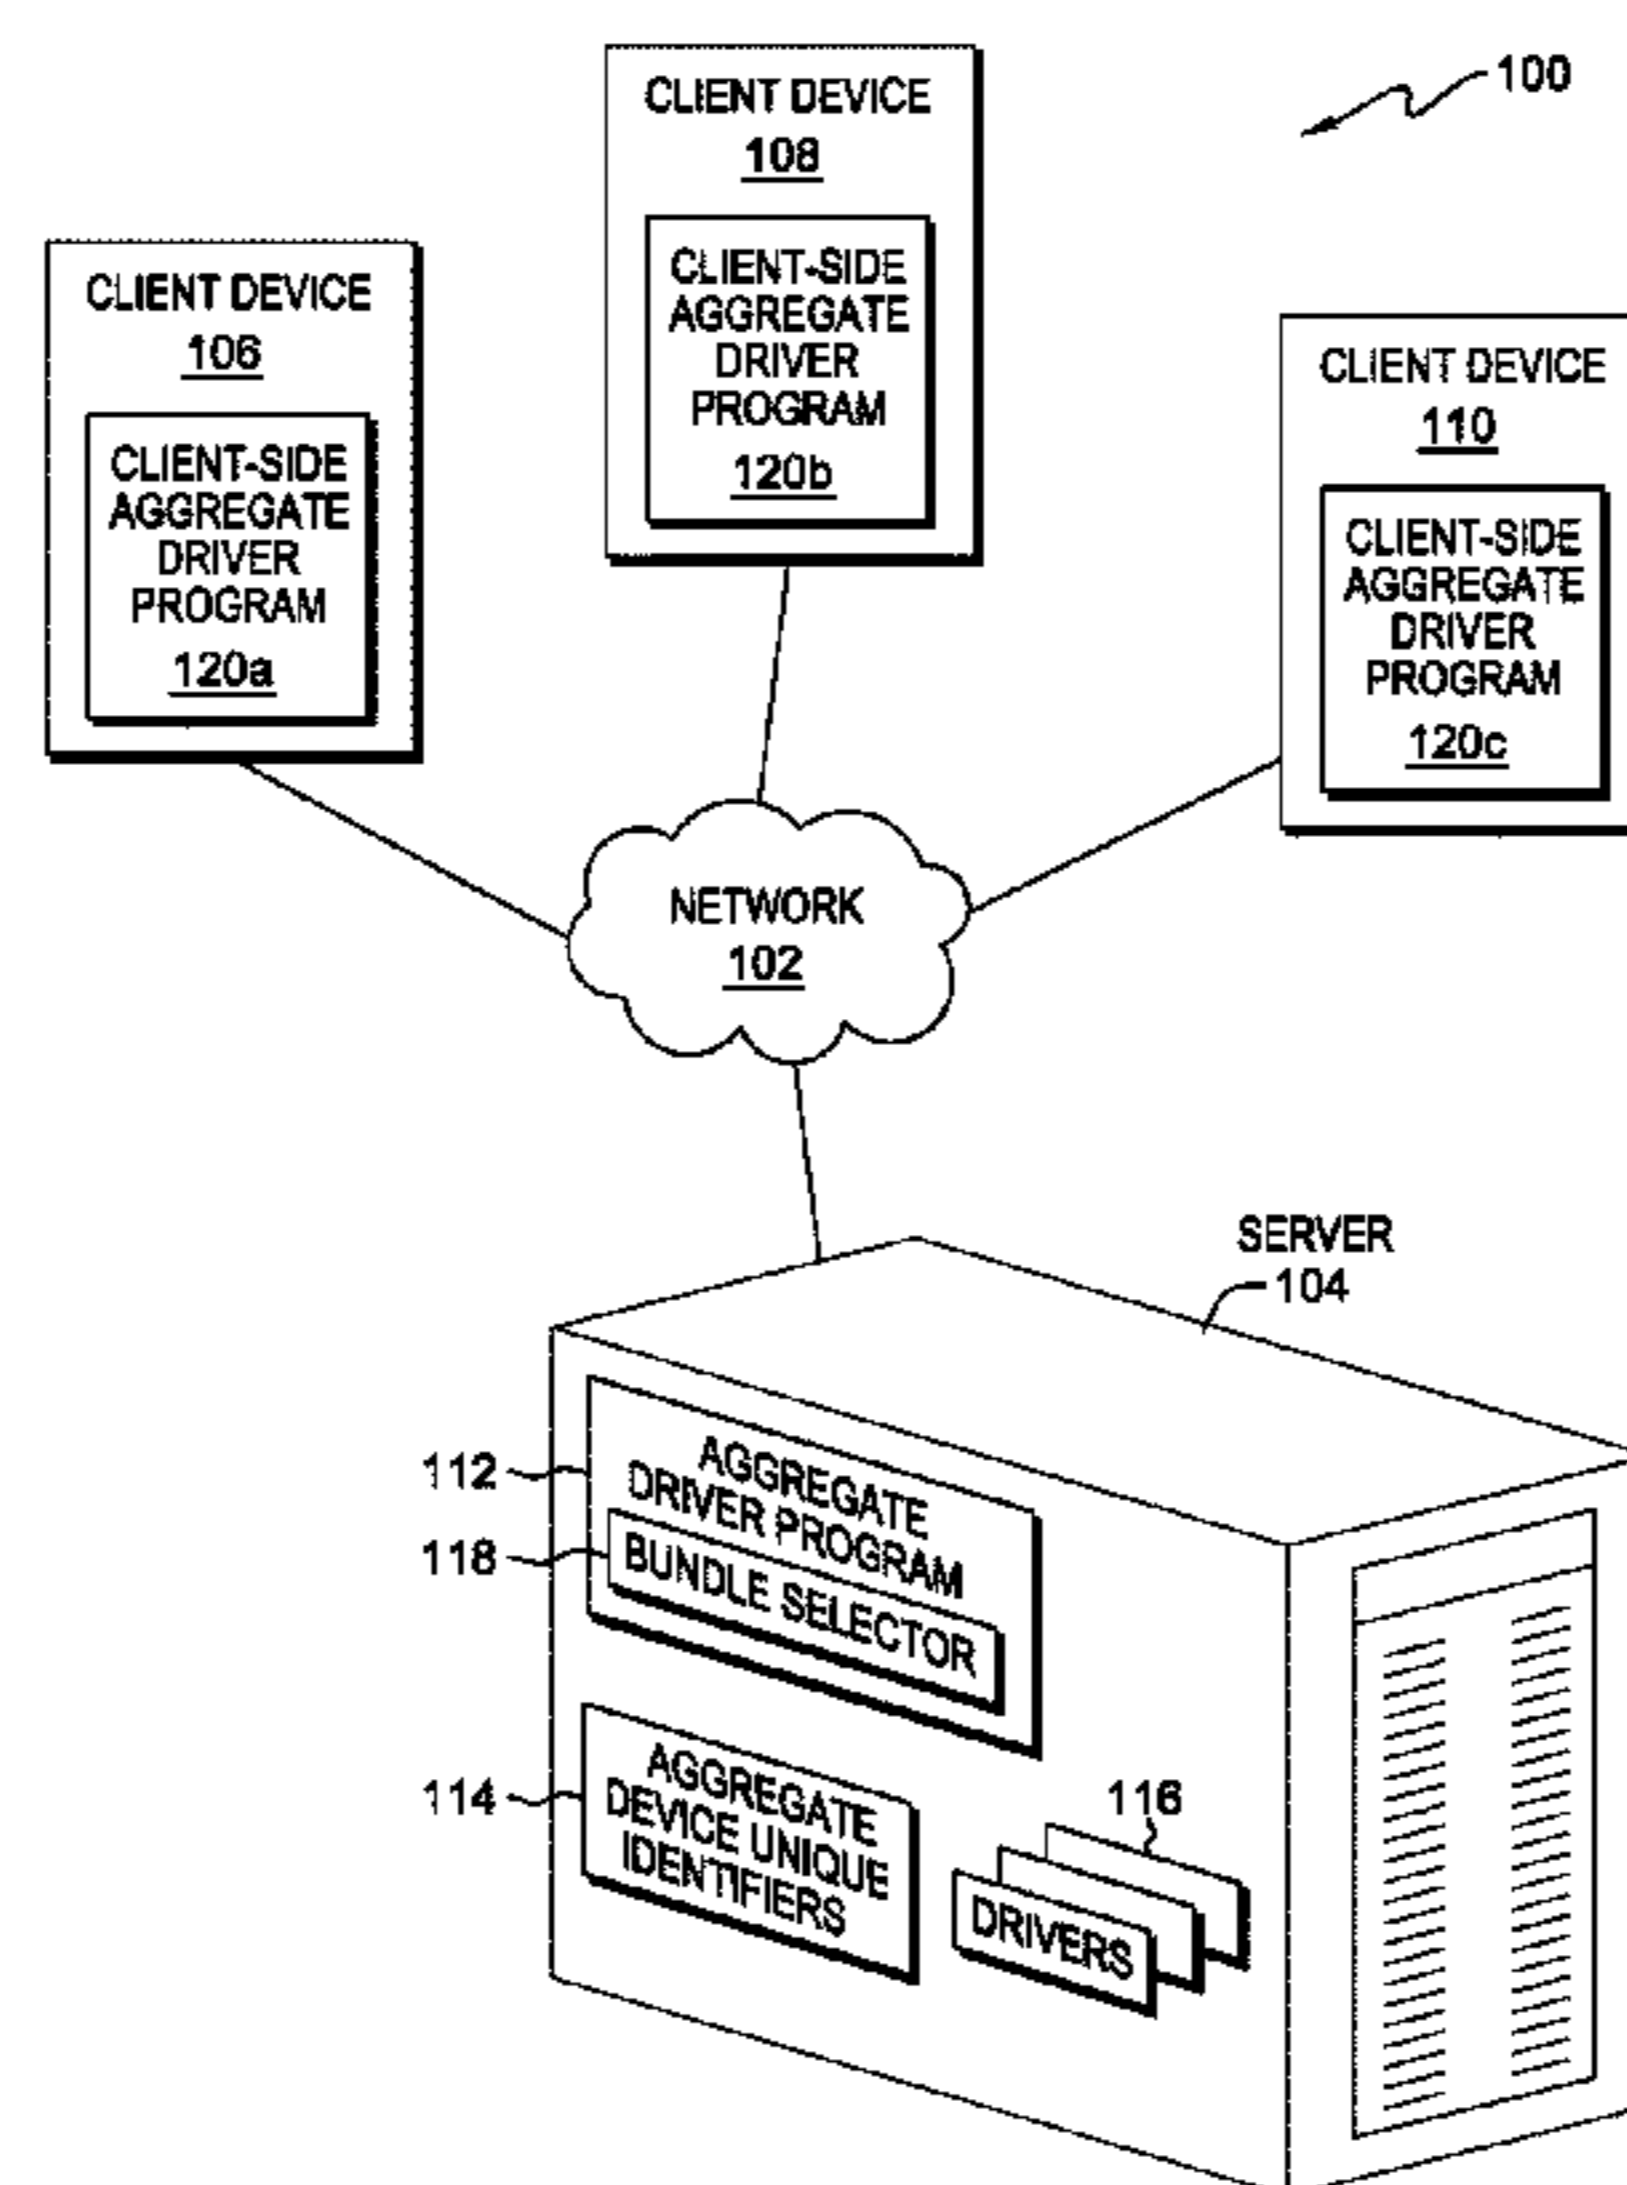 100
CLIENT DEVICE
108
CLIENT-SIDE
AGGREGATE
DRIVER
PROGRAM
120b
CLIENT DEVICE
106
CLIENT-SIDE
AGGREGATE
DRIVER
PROGRAM
120a
CLIENT DEVICE
110
CLIENT-SIDE
AGGREGATE
DRIVER
PROGRAM
120c
NETWORK
102
SERVER
104
112
AGGREGATE
DRIVER PROGRAM
118
BUNDLE SELECTOR
114
AGGREGATE
DEVICE UNIQUE
IDENTIFIERS
116
DRIVERS